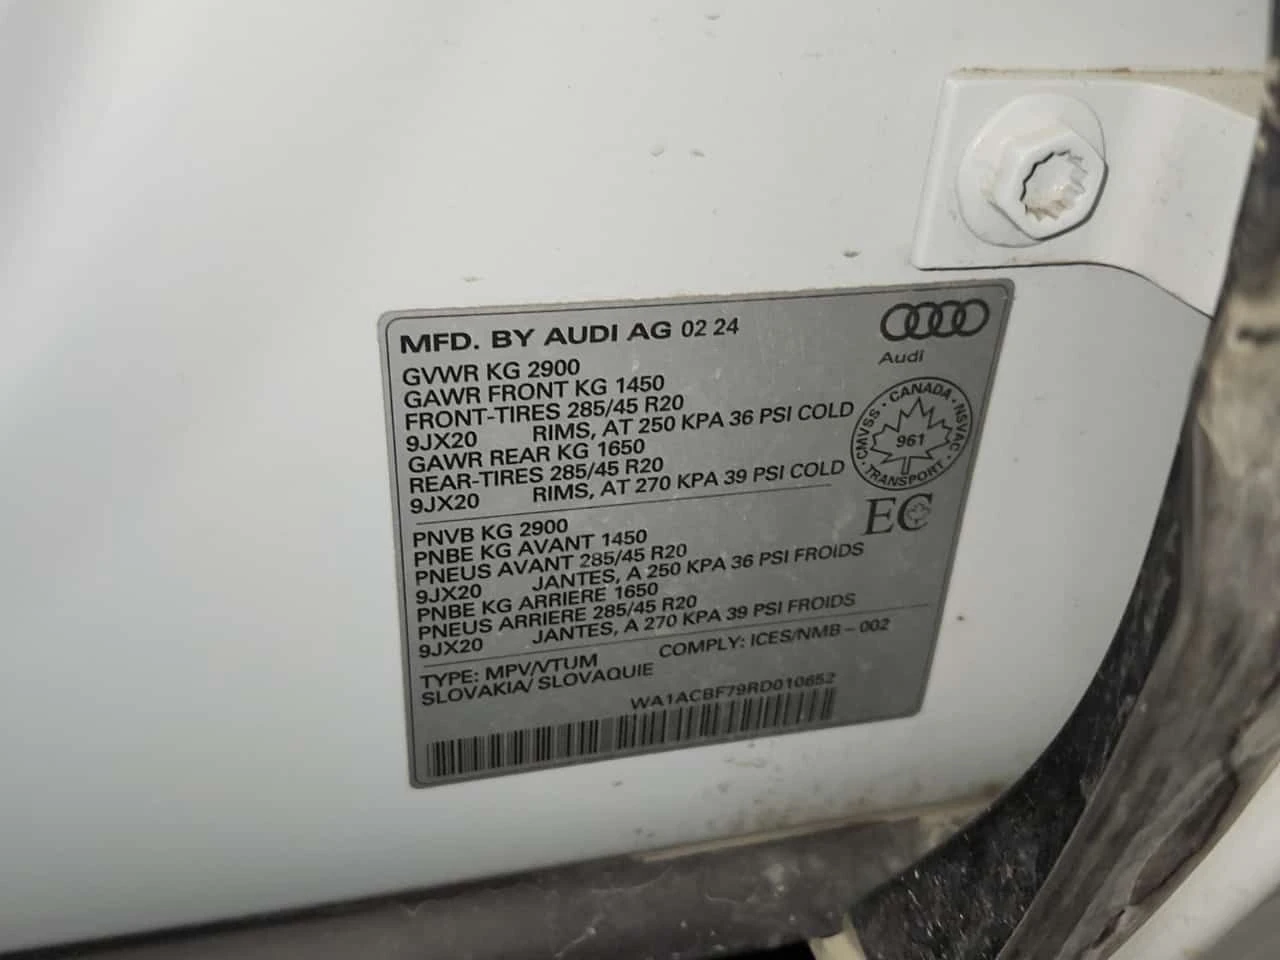 MFD. BY AUDI AG 02 24
Audi
GVWR KG 2900
GAWR FRONT KG 1450
FRONT-TIRES 285/45 R20
9JX20 RIMS, AT 250 KPA 36 PSI COLD
GAWR REAR KG 1650
REAR-TIRES 285/45 R20
9JX20 RIMS, AT 270 KPA 39 PSI COLD
CANADA · NSVAC · TRANSPORT · CMVSS ·
961
EC
PNVB KG 2900
PNBE KG AVANT 1450
PNEUS AVANT 285/45 R20
9JX20 JANTES, A 250 KPA 36 PSI FROIDS
PNBE KG ARRIERE 1650
PNEUS ARRIERE 285/45 R20
9JX20 JANTES, A 270 KPA 39 PSI FROIDS
TYPE: MPV/VTUM COMPLY: ICES/NMB – 002
SLOVAKIA/ SLOVAQUIE
WA1ACBF79RD010652